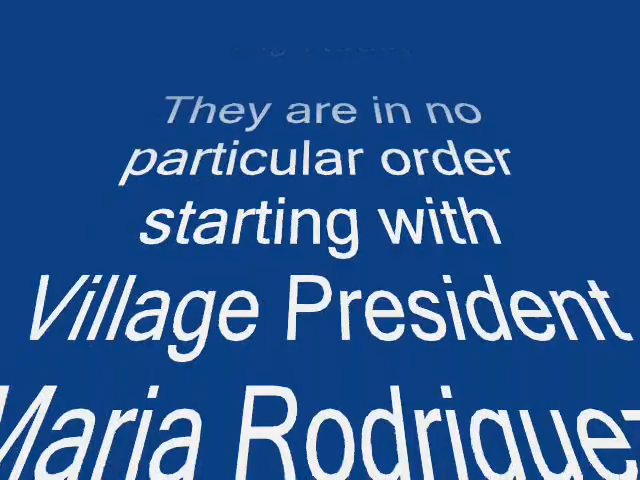 They are in no
particular order
starting with
Village President
Maria Rodriguez